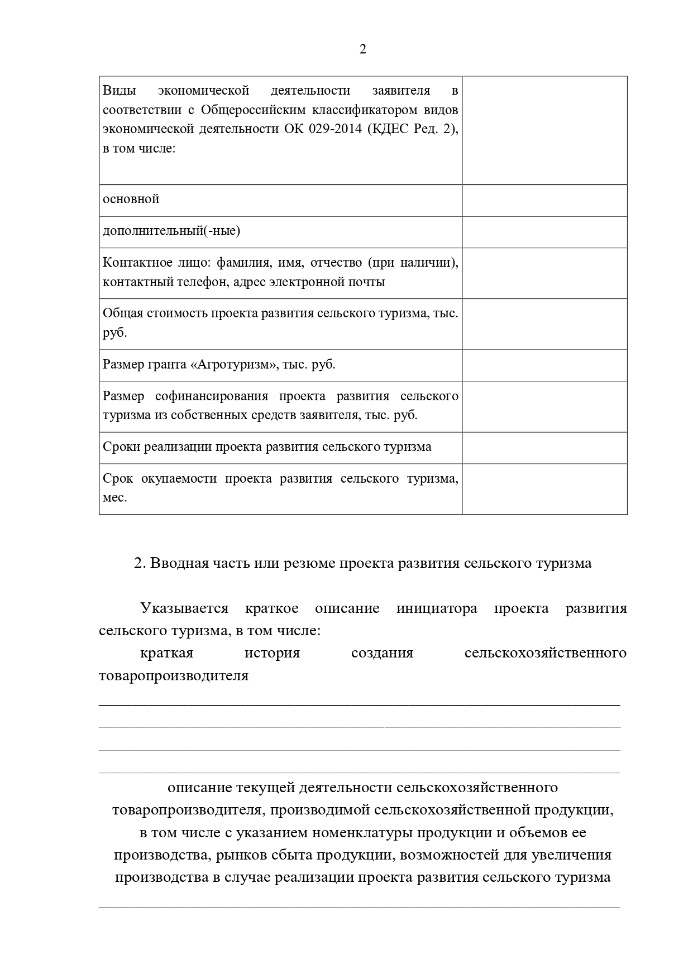 2
Виды экономической деятельности заявителя в
соответствии с Общероссийским классификатором видов
экономической деятельности ОК 029-2014 (КДЕС Ред. 2),
в том числе:
основной
дополнительный(-ные)
Контактное лицо: фамилия, имя, отчество (при наличии),
контактный телефон, адрес электронной почты
Общая стоимость проекта развития сельского туризма, тыс.
руб.
Размер гранта «Агротуризм», тыс. руб.
Размер софинансирования проекта развития сельского
туризма из собственных средств заявителя, тыс. руб.
Сроки реализации проекта развития сельского туризма
Срок окупаемости проекта развития сельского туризма,
мес.
2. Вводная часть или резюме проекта развития сельского туризма
Указывается краткое описание инициатора проекта развития
сельского туризма, в том числе:
краткая история создания сельскохозяйственного
товаропроизводителя
описание текущей деятельности сельскохозяйственного
товаропроизводителя, производимой сельскохозяйственной продукции,
в том числе с указанием номенклатуры продукции и объемов ее
производства, рынков сбыта продукции, возможностей для увеличения
производства в случае реализации проекта развития сельского туризма